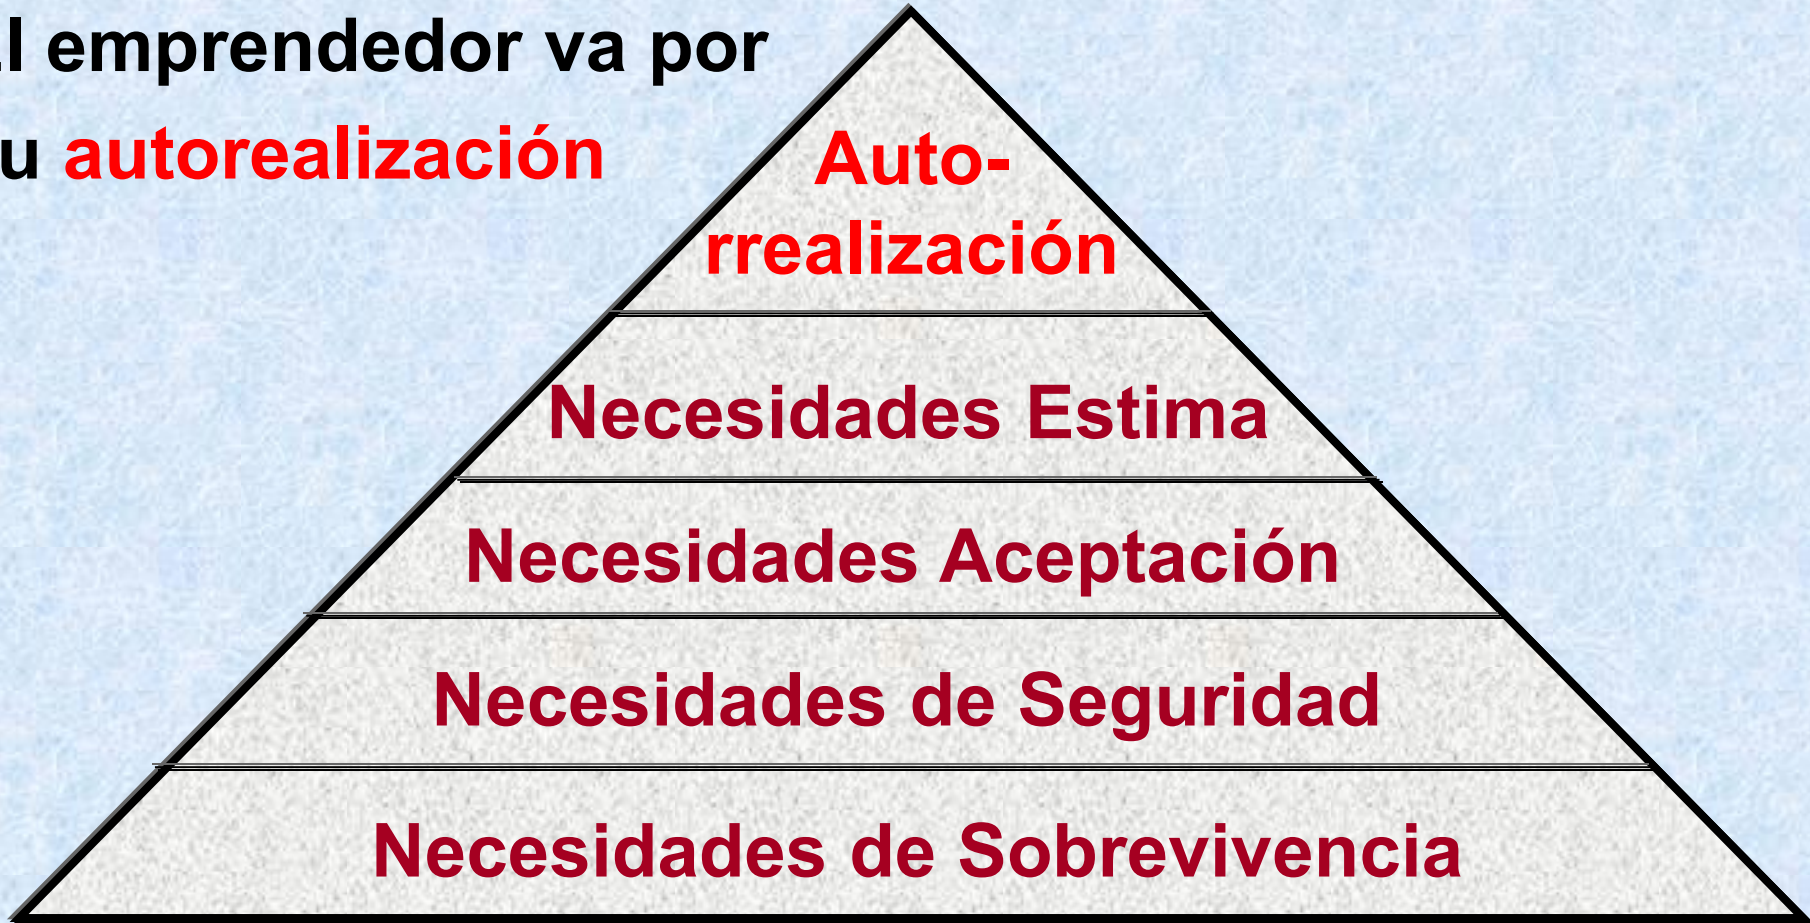 emprendedor va por
autorealización
Auto-
rrealización
Necesidades Estima
Necesidades Aceptación
Necesidades de Seguridad
Necesidades de Sobrevivencia